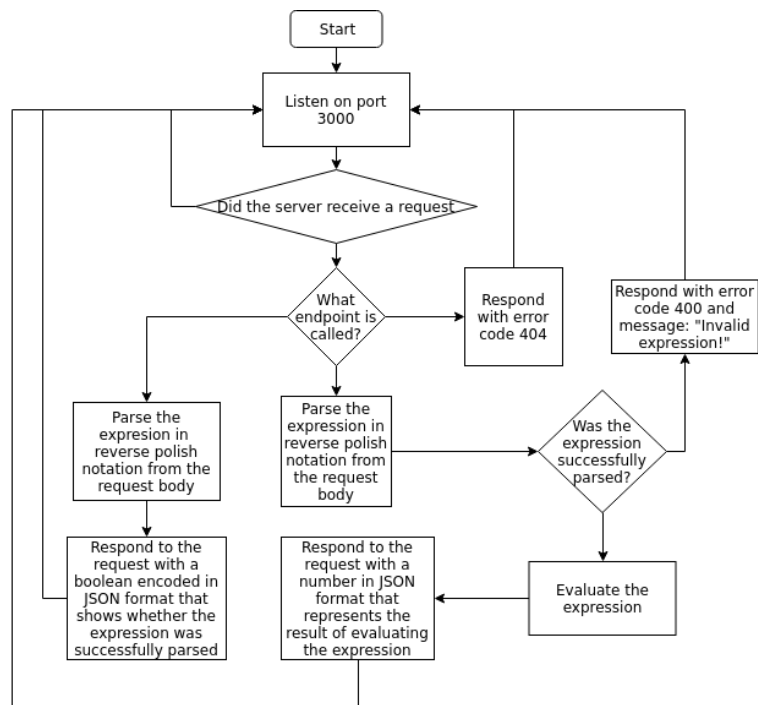 Start
Listen on port
3000
Did the server receive a request
What
endpoint is
called?
Respond
with error
code 404
Respond with error
code 400 and
message: "Invalid
expression!"
Parse the
expresion in
reverse polish
notation from the
request body
Parse the
expression in
reverse polish
notation from
the request
body
Was the
expression
successfully
parsed?
Respond to the
request with a
boolean encoded in
JSON format that
shows whether the
expression was
successfully parsed
Respond to the
request with a
number in JSON
format that
represents the
result of evaluating
the expression
Evaluate the
expression